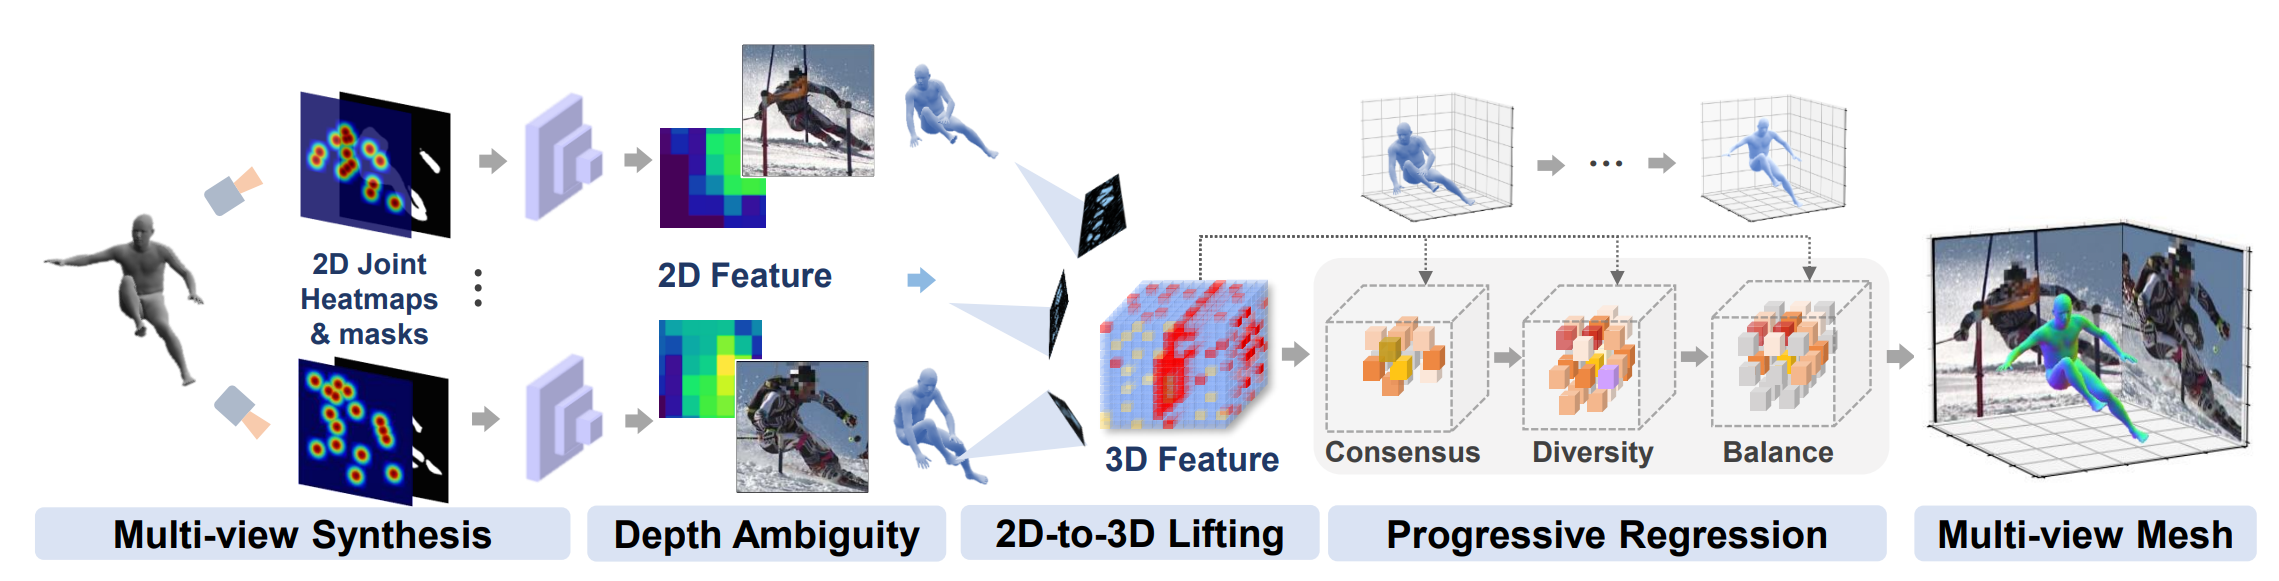 2D Joint
Heatmaps
& masks
2D Feature
3D Feature
Consensus
Diversity
Balance
Multi-view Synthesis
Depth Ambiguity
2D-to-3D Lifting
Progressive Regression
Multi-view Mesh